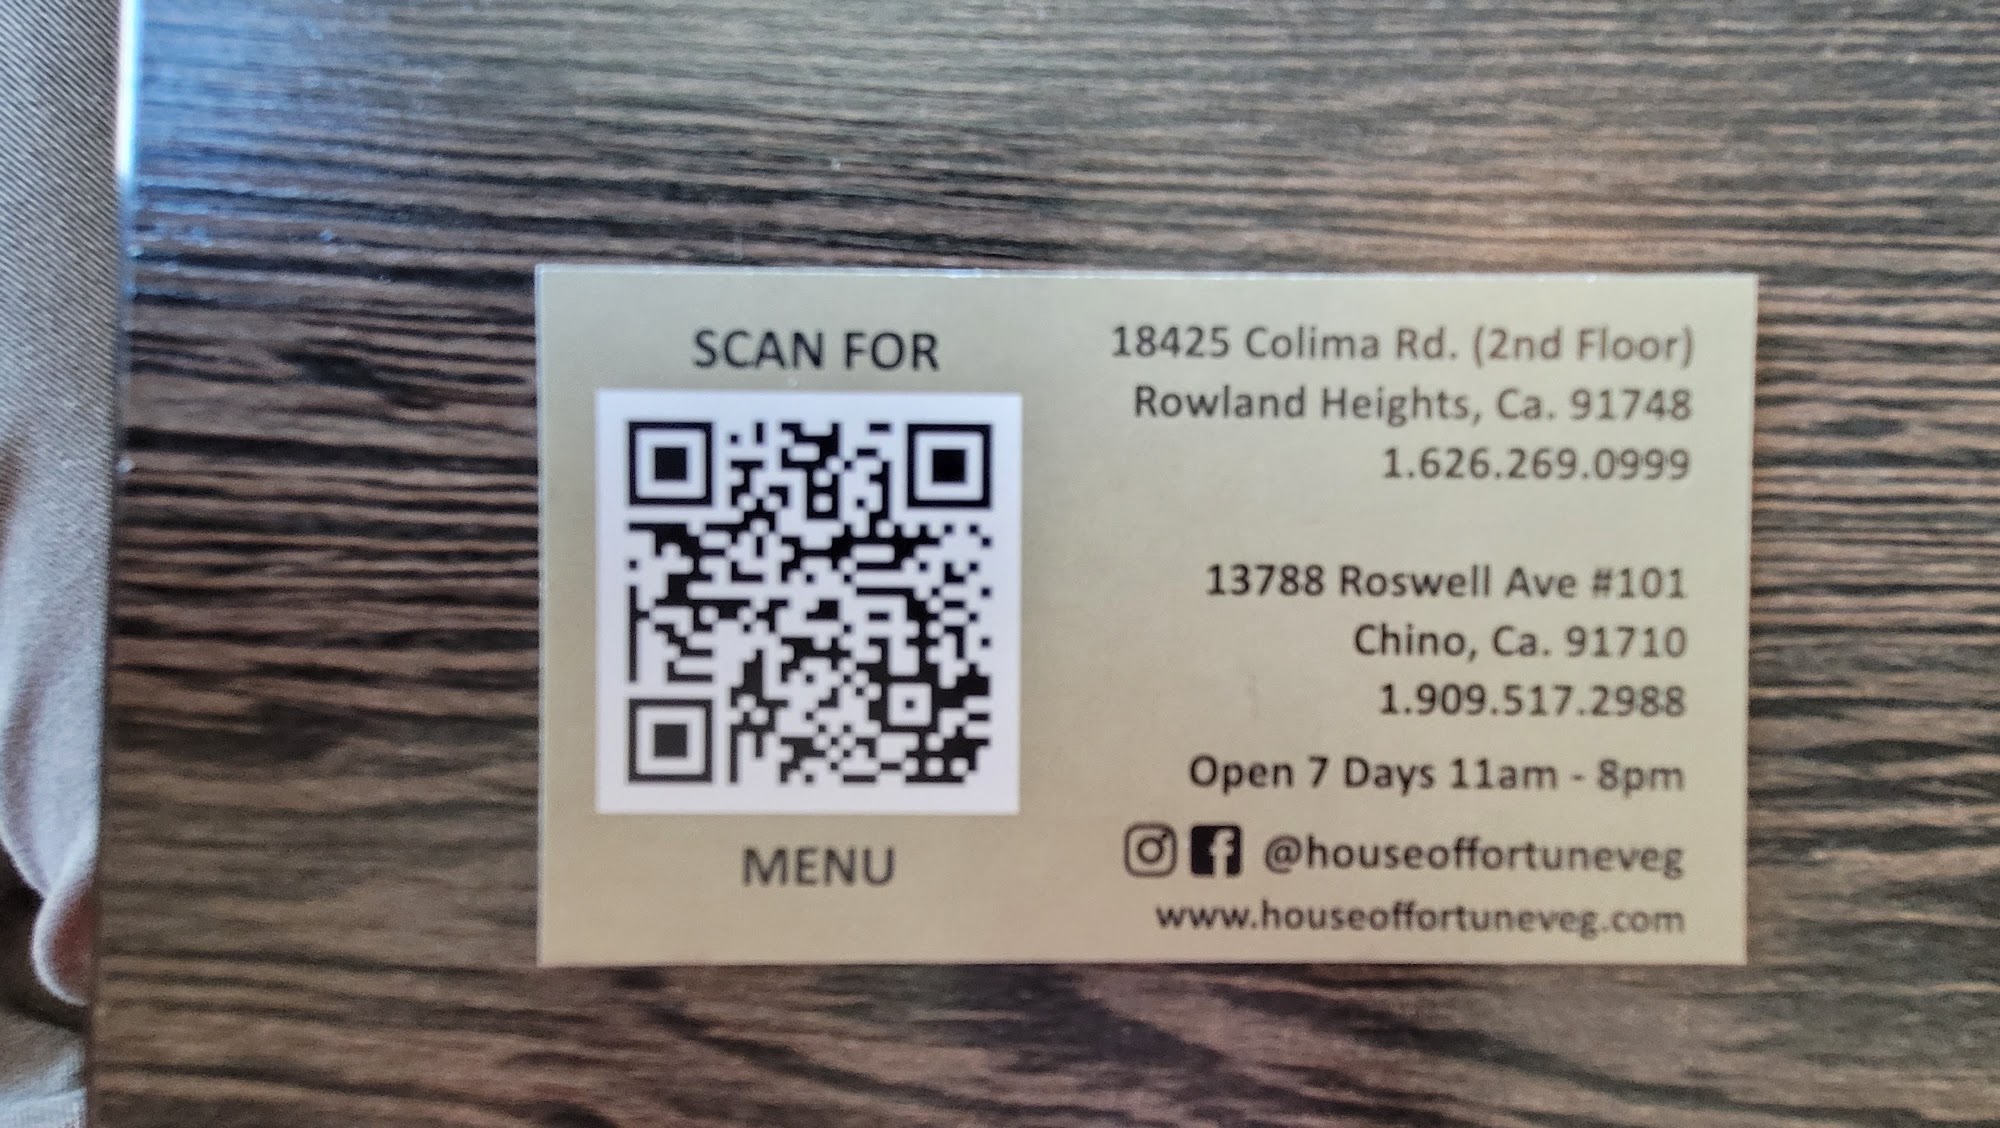 SCAN FOR
MENU
18425 Colima Rd. (2nd Floor)
Rowland Heights, Ca. 91748
1.626.269.0999
13788 Roswell Ave #101
Chino, Ca. 91710
1.909.517.2988
Open 7 Days 11am - 8pm
@houseoffortuneveg
www.houseoffortuneveg.com